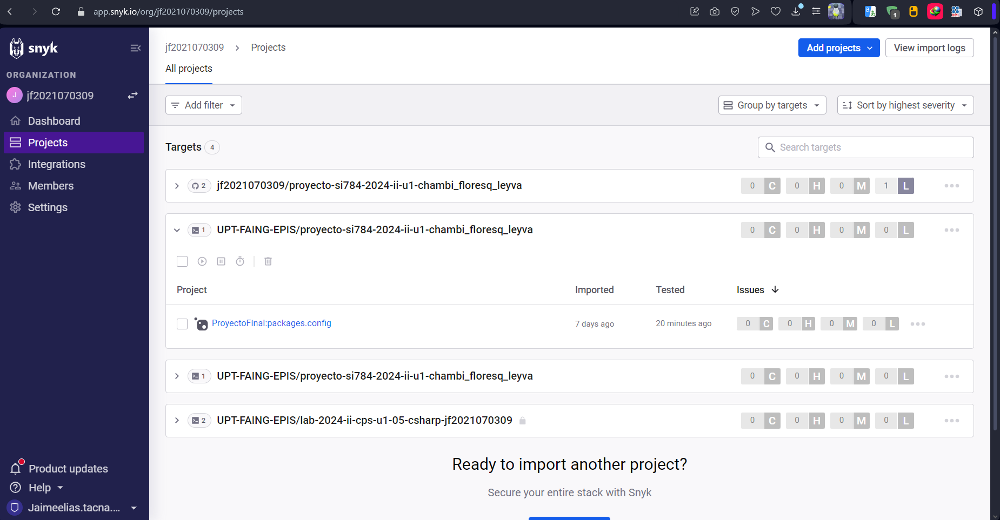 app.snyk.io/org/jf2021070309/projects
1
snyk
ORGANIZATION
J jf2021070309
Dashboard
Projects
Integrations
Members
Settings
Product updates
Help
Jaimeelias.tacna....
jf2021070309 > Projects
Add projects
View import logs
All projects
Add filter
Group by targets
Sort by highest severity
Targets 4
Search targets
2 jf2021070309/proyecto-si784-2024-ii-u1-chambi_floresq_leyva 0 C 0 H 0 M 1 L
1 UPT-FAING-EPIS/proyecto-si784-2024-ii-u1-chambi_floresq_leyva 0 C 0 H 0 M 0 L
Project Imported Tested Issues
ProyectoFinal:packages.config 7 days ago 20 minutes ago 0 C 0 H 0 M 0 L
1 UPT-FAING-EPIS/proyecto-si784-2024-ii-u1-chambi_floresq_leyva 0 C 0 H 0 M 0 L
2 UPT-FAING-EPIS/lab-2024-ii-cps-u1-05-csharp-jf2021070309 0 C 0 H 0 M 0 L
Ready to import another project?
Secure your entire stack with Snyk